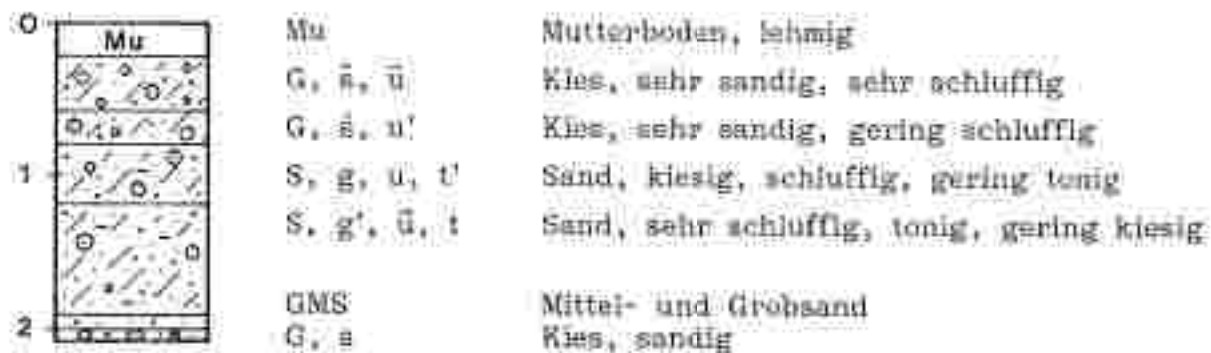 0 Mu Mu Mutterboden, lehmig
G, s̄, ū Kies, sehr sandig, sehr schluffig
G, s̄, u' Kies, sehr sandig, gering schluffig
1 S, g, u, t' Sand, kiesig, schluffig, gering tonig
S, g', ū, t Sand, sehr schluffig, tonig, gering kiesig
GMS Mittel- und Grobsand
2 G, s Kies, sandig